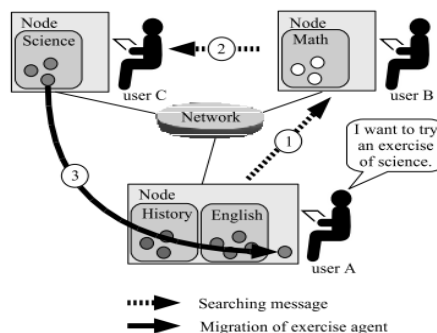 Node
Science
2
user C
Node
Math
user B
Network
1
I want to try
an exercise
of science.
3
Node
History
English
user A
Searching message
Migration of exercise agent